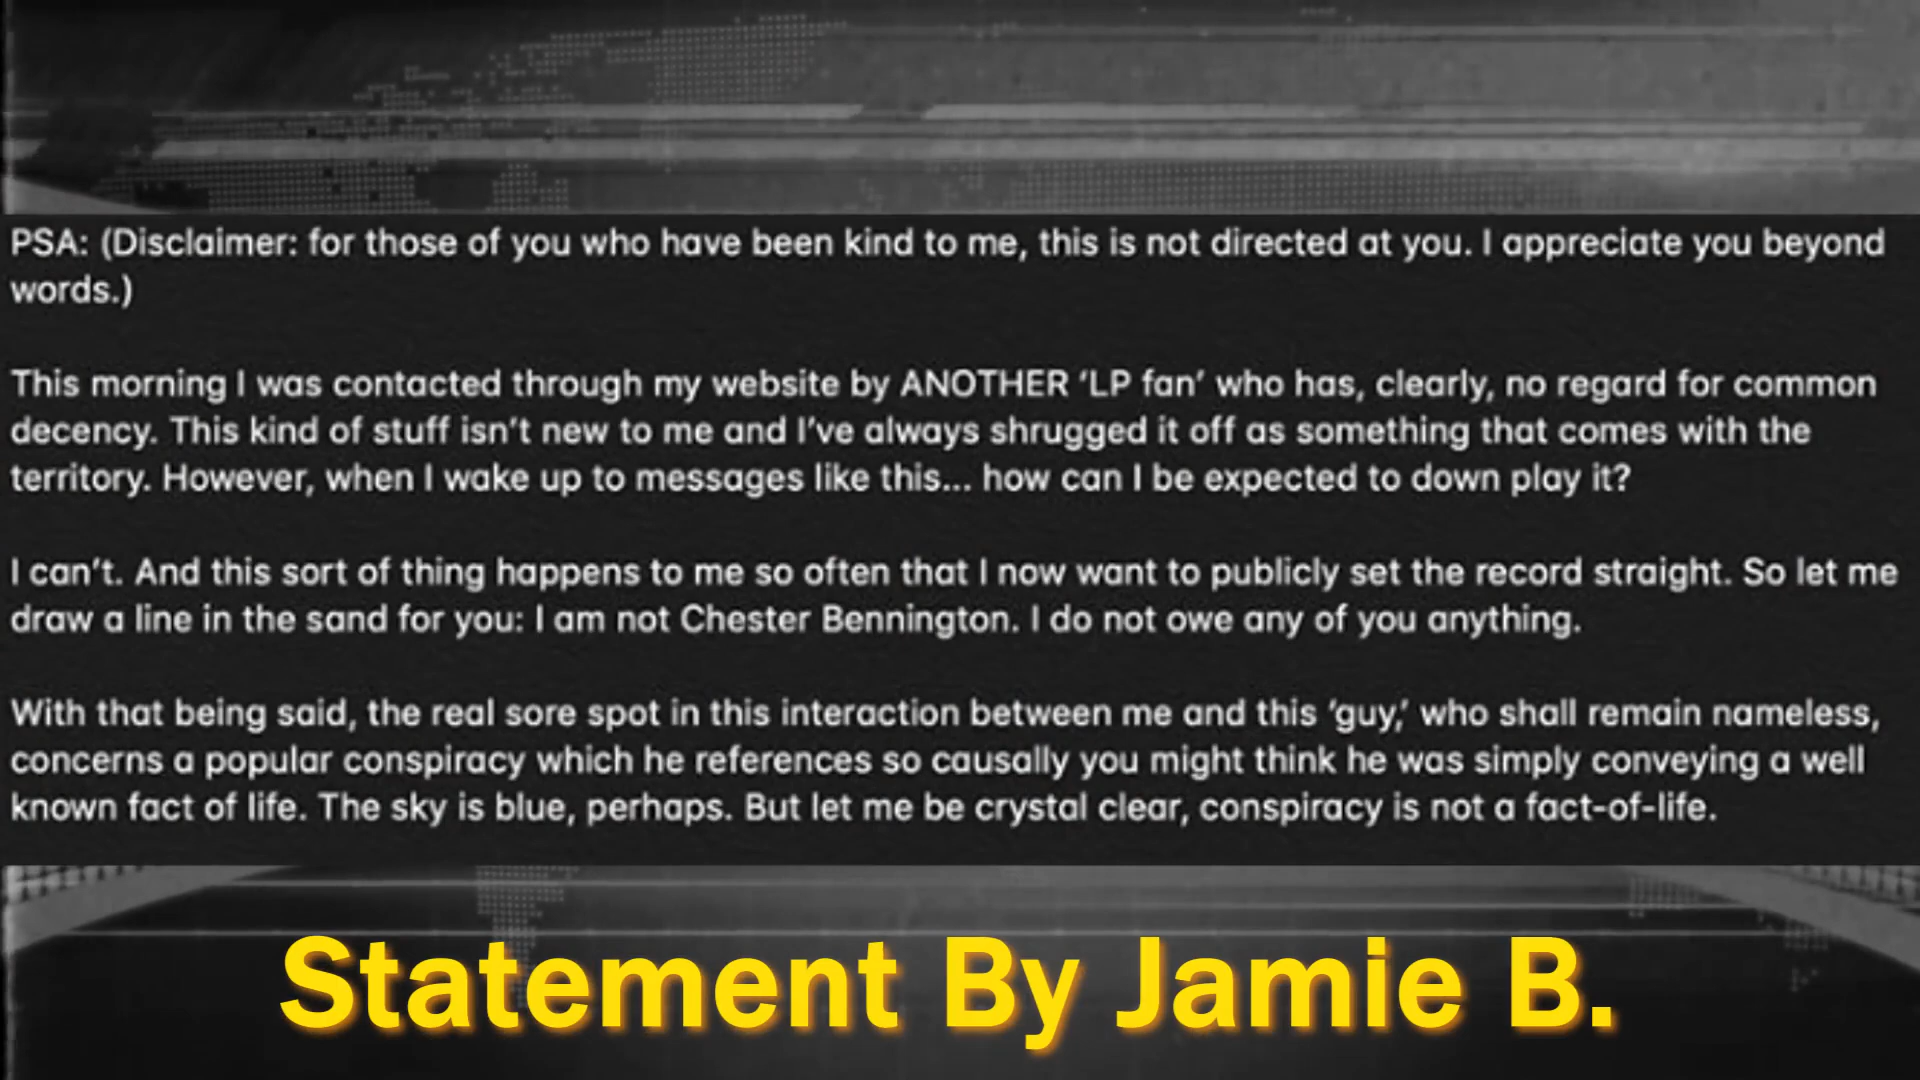 PSA: (Disclaimer: for those of you who have been kind to me, this is not directed at you. I appreciate you beyond
words.)
This morning I was contacted through my website by ANOTHER ‘LP fan’ who has, clearly, no regard for common
decency. This kind of stuff isn’t new to me and I’ve always shrugged it off as something that comes with the
territory. However, when I wake up to messages like this... how can I be expected to down play it?
I can’t. And this sort of thing happens to me so often that I now want to publicly set the record straight. So let me
draw a line in the sand for you: I am not Chester Bennington. I do not owe any of you anything.
With that being said, the real sore spot in this interaction between me and this ‘guy,’ who shall remain nameless,
concerns a popular conspiracy which he references so causally you might think he was simply conveying a well
known fact of life. The sky is blue, perhaps. But let me be crystal clear, conspiracy is not a fact-of-life.
Statement By Jamie B.